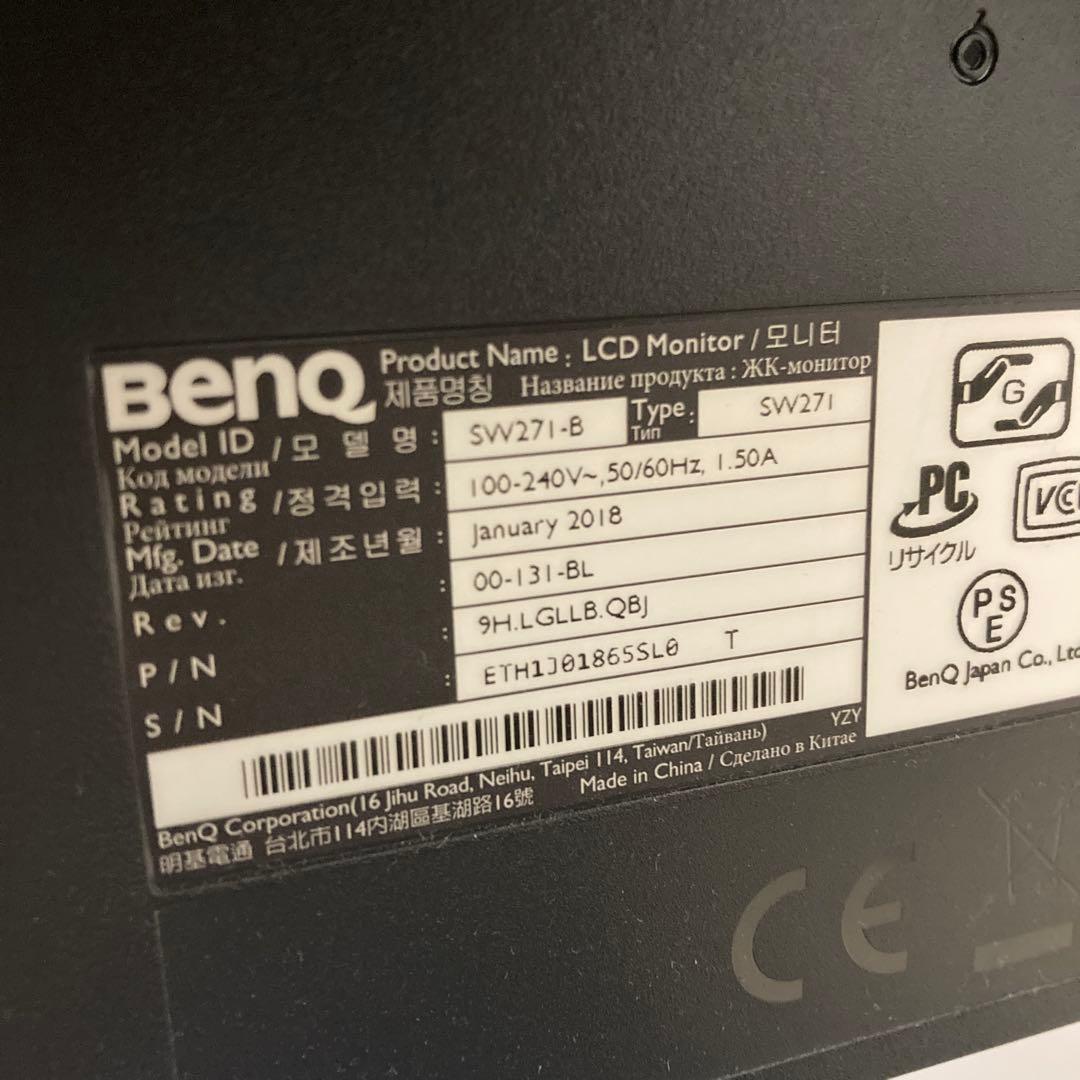 BenQ
Product Name : LCD Monitor / 모니터
제품명칭 Название продукта : ЖК-монитор
Model ID / 모 델 명 : SW271-B Type : SW271
Код модели Тип
Rating / 정격입력 : 100-240V~,50/60Hz, 1.50A
Рейтинг
Mfg. Date / 제조년월 : January 2018
Дата изг.
Rev. : 00-131-BL
P/N : 9H.LGLLB.QBJ
S/N : ETH1J01865SL0 T
YZY
BenQ Corporation(16 Jihu Road, Neihu, Taipei 114, Taiwan/Тайвань)
明基電通 台北市114內湖區基湖路16號 Made in China / Сделано в Китае
G
PC
リサイクル
PSE
BenQ Japan Co., Ltd
CE